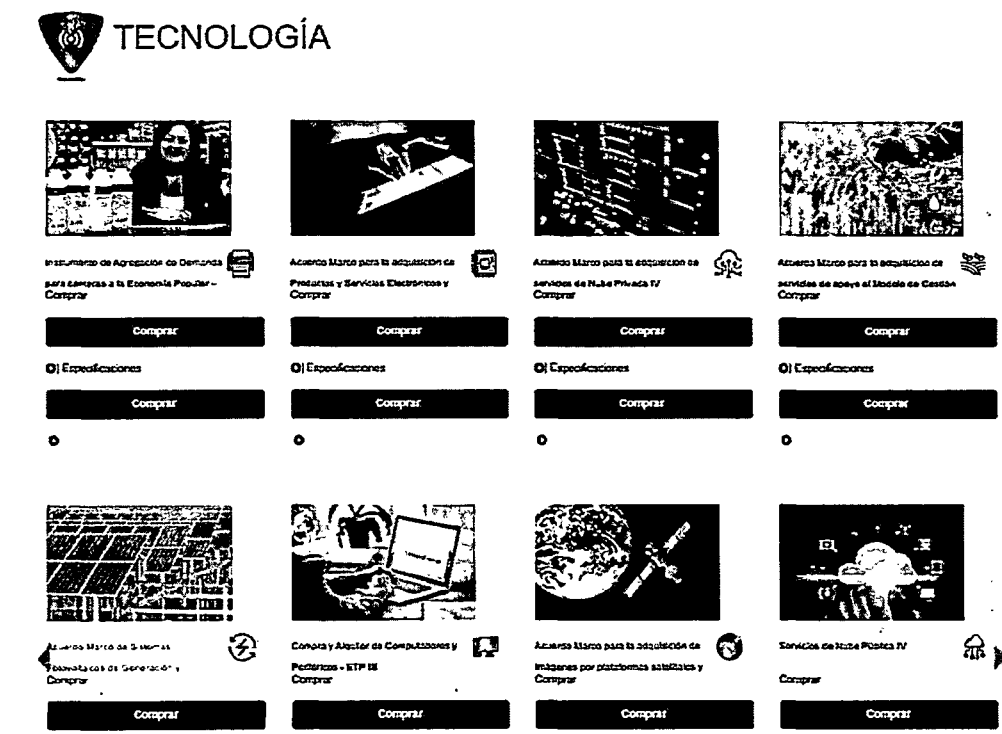 TECNOLOGÍA
Instrumento de Agregación de Demanda
para compras a la Economía Popular –
Comprar
Comprar
Especificaciones
Comprar
Acuerdo Marco para la adquisición de
Productos y Servicios Electrónicos y
Comprar
Comprar
Especificaciones
Comprar
Acuerdo Marco para la adquisición de
servicios de Nube Privada IV
Comprar
Comprar
Especificaciones
Comprar
Acuerdo Marco para la adquisición de
servicios de apoyo al Modelo de Gestión
Comprar
Comprar
Especificaciones
Comprar
Acuerdo Marco de Sistemas
Fotovoltaicos de Generación y
Comprar
Comprar
Compra y Alquiler de Computadores y
Periféricos – ETP III
Comprar
Comprar
Acuerdo Marco para la adquisición de
imágenes por plataformas satelitales y
Comprar
Comprar
Servicios de Nube Pública IV
Comprar
Comprar